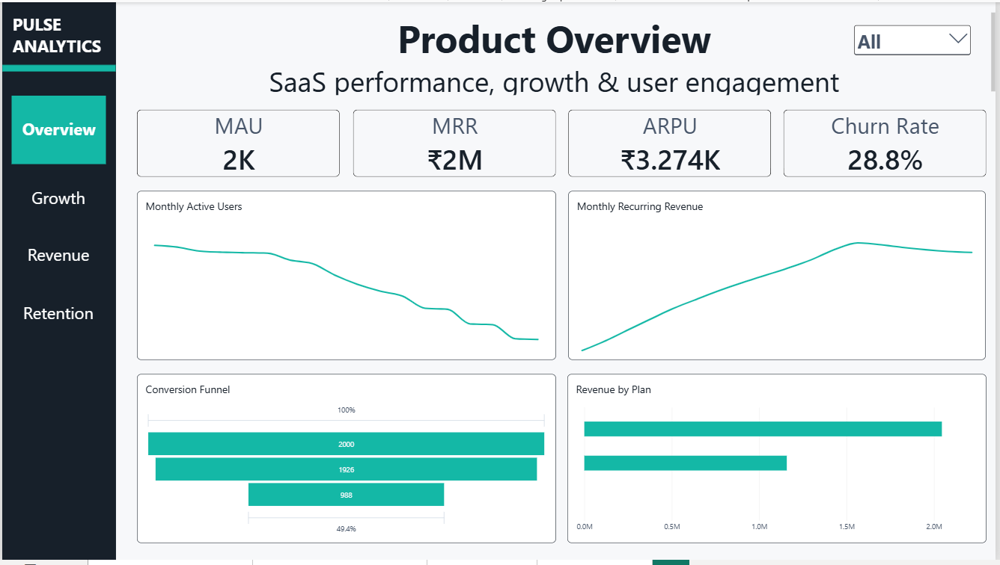 PULSE
ANALYTICS
Overview
Growth
Revenue
Retention
Product Overview
All
SaaS performance, growth & user engagement
MAU
2K
MRR
₹2M
ARPU
₹3.274K
Churn Rate
28.8%
Monthly Active Users
Monthly Recurring Revenue
Conversion Funnel
100%
2000
1926
988
49.4%
Revenue by Plan
0.0M 0.5M 1.0M 1.5M 2.0M